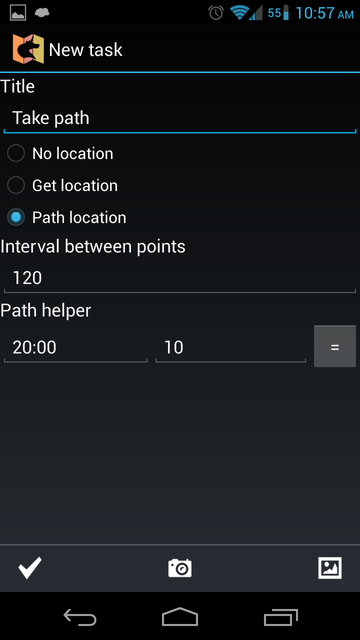 55 10:57 AM
New task
Title
Take path
No location
Get location
Path location
Interval between points
120
Path helper
20:00 10 =